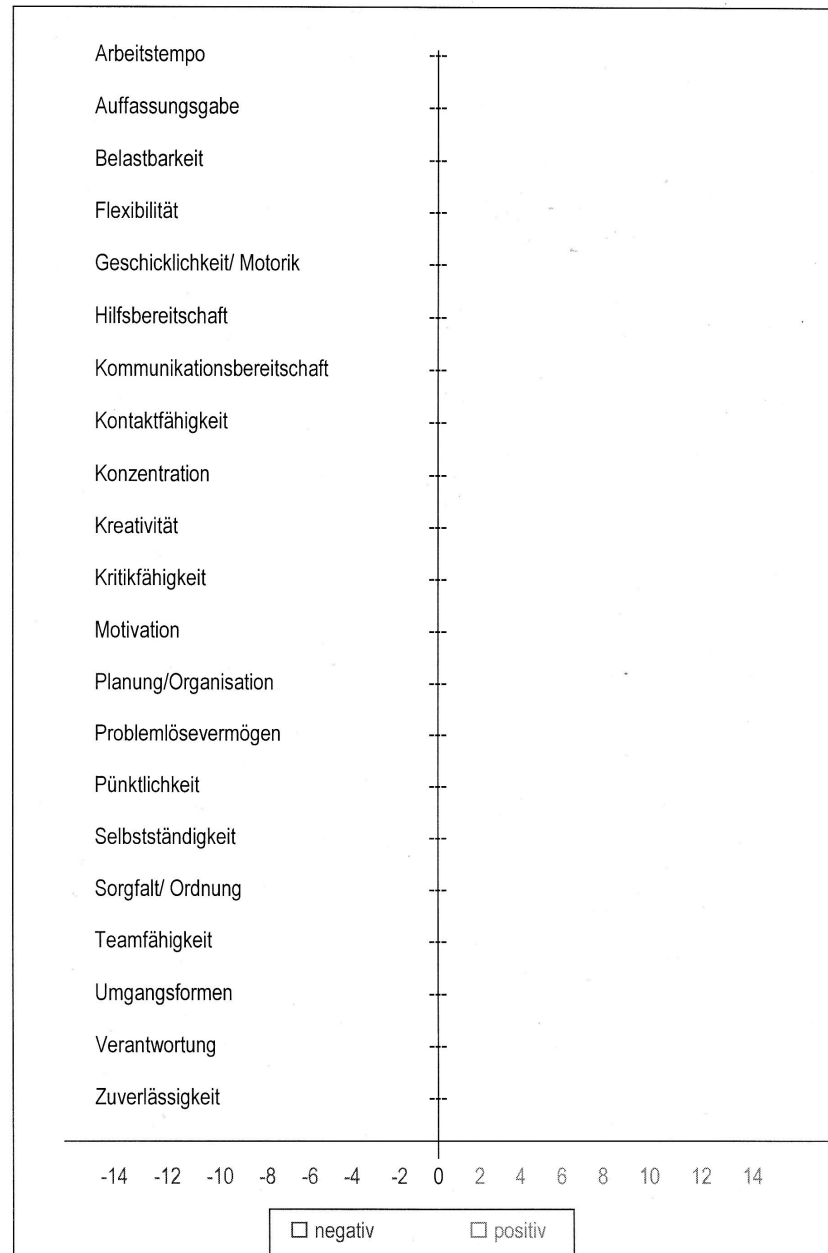 Arbeitstempo
Auffassungsgabe
Belastbarkeit
Flexibilität
Geschicklichkeit/ Motorik
Hilfsbereitschaft
Kommunikationsbereitschaft
Kontaktfähigkeit
Konzentration
Kreativität
Kritikfähigkeit
Motivation
Planung/Organisation
Problemlösevermögen
Pünktlichkeit
Selbstständigkeit
Sorgfalt/ Ordnung
Teamfähigkeit
Umgangsformen
Verantwortung
Zuverlässigkeit
-14 -12 -10 -8 -6 -4 -2 0 2 4 6 8 10 12 14
negativ positiv